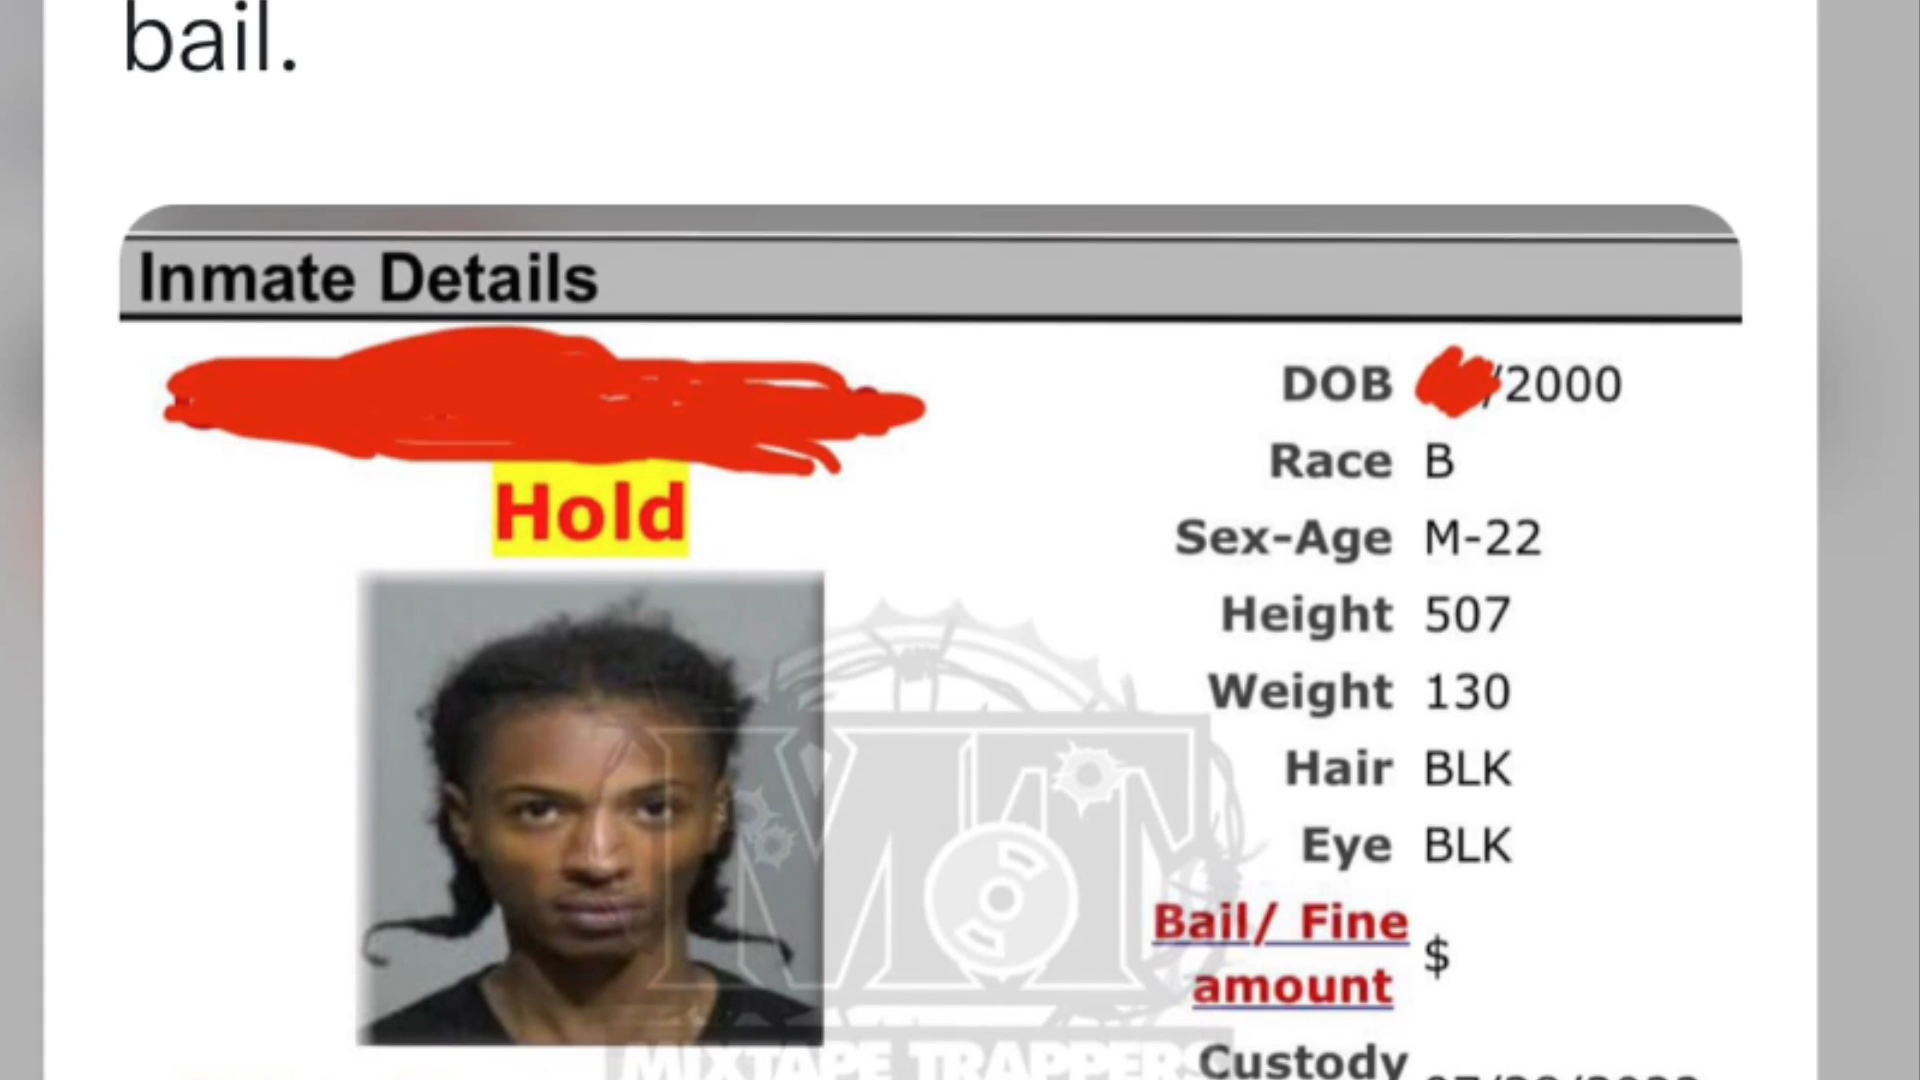 bail.
Inmate Details
Hold
DOB /2000
Race B
Sex-Age M-22
Height 507
Weight 130
Hair BLK
Eye BLK
Bail/ Fine
amount $
Custody
MT
MIXTAPE TRAPPERS